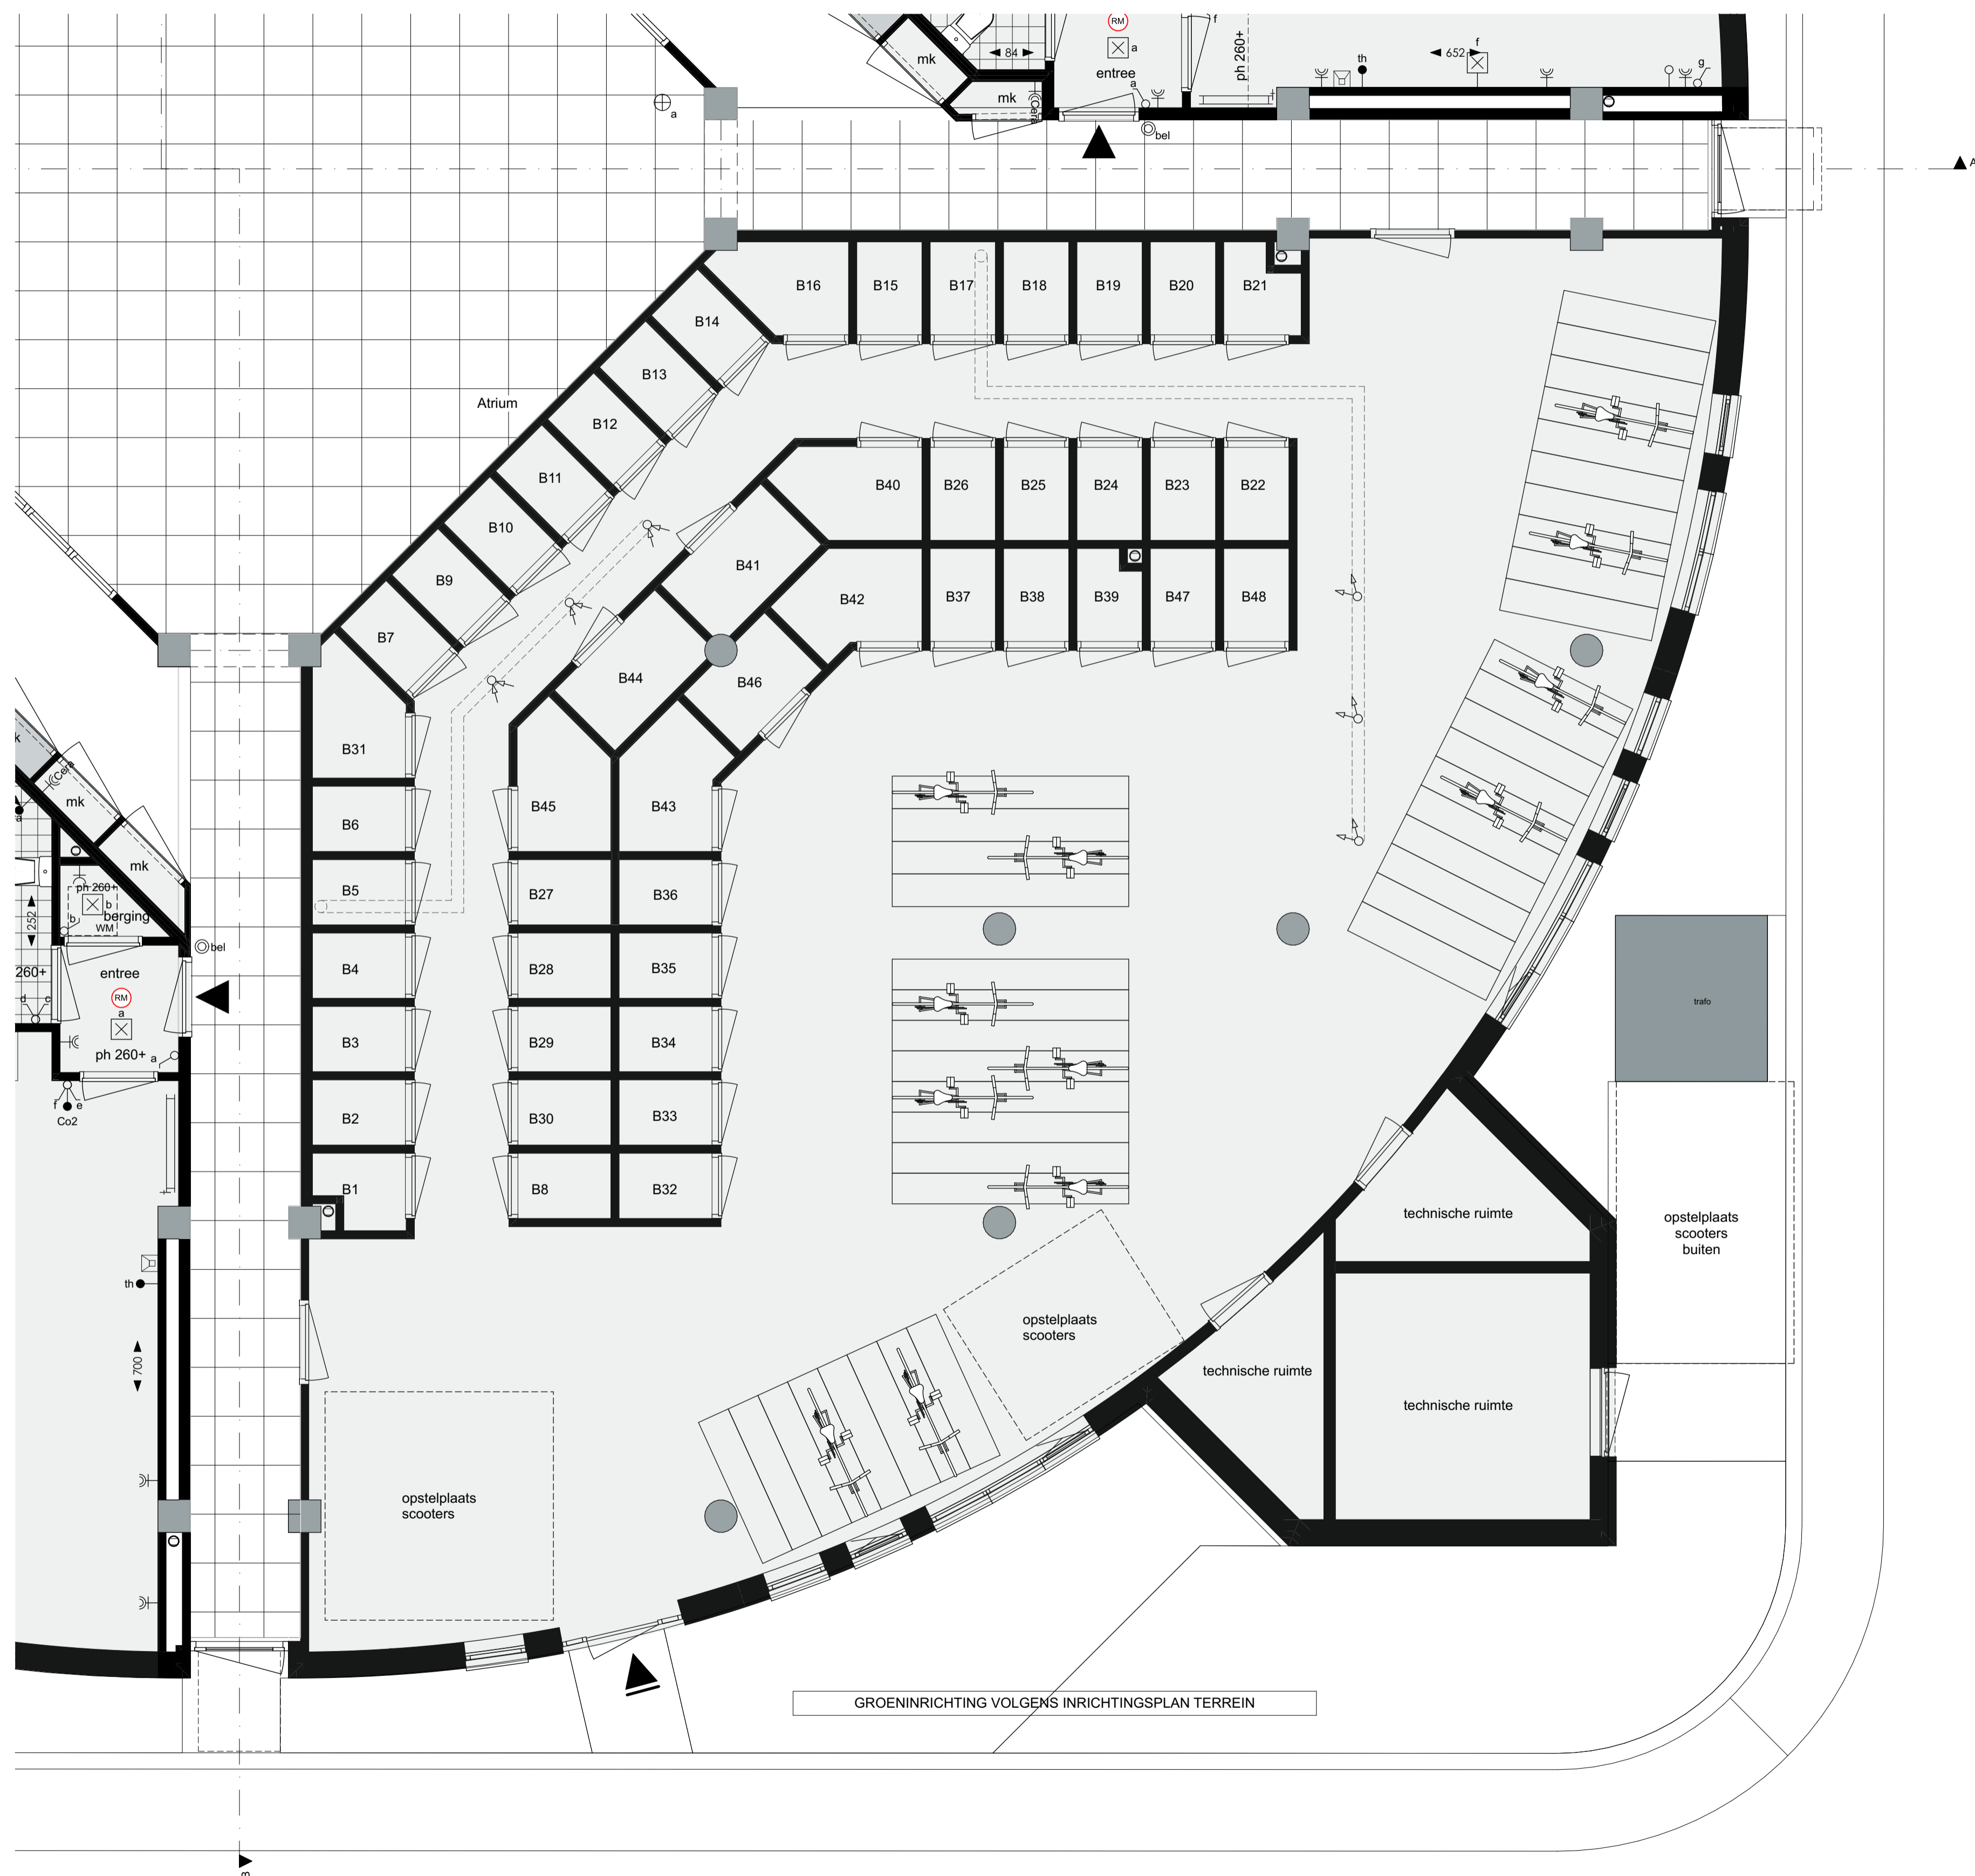 mk
84
RM
a
entree
a
f
ph 260+
652
f
th
g
mk
Cera
bel
a
A
B16
B15
B17
B18
B19
B20
B21
B14
B13
Atrium
B12
B11
B40
B26
B25
B24
B23
B22
B10
B41
B9
B42
B37
B38
B39
B47
B48
B7
B44
B46
B31
k
Cera
mk
B45
B43
B6
mk
B5
ph 260+
b
berging
b
WM
252
B27
B36
bel
260+
entree
B4
B28
B35
d
c
RM
a
trafo
ph 260+
a
B3
B29
B34
f
e
Co2
B2
B30
B33
B1
B8
B32
technische ruimte
opstelplaats
scooters
buiten
th
700
opstelplaats
scooters
technische ruimte
technische ruimte
opstelplaats
scooters
GROENINRICHTING VOLGENS INRICHTINGSPLAN TERREIN